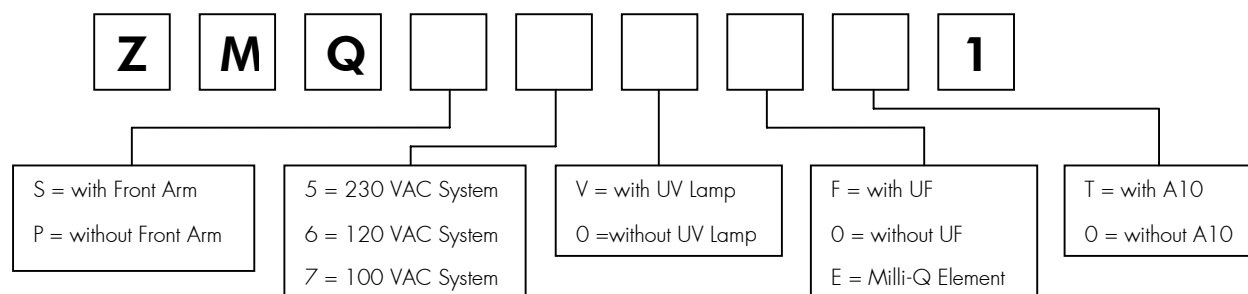 Z M Q 1
S = with Front Arm
P = without Front Arm
5 = 230 VAC System
6 = 120 VAC System
7 = 100 VAC System
V = with UV Lamp
0 =without UV Lamp
F = with UF
0 = without UF
E = Milli-Q Element
T = with A10
0 = without A10